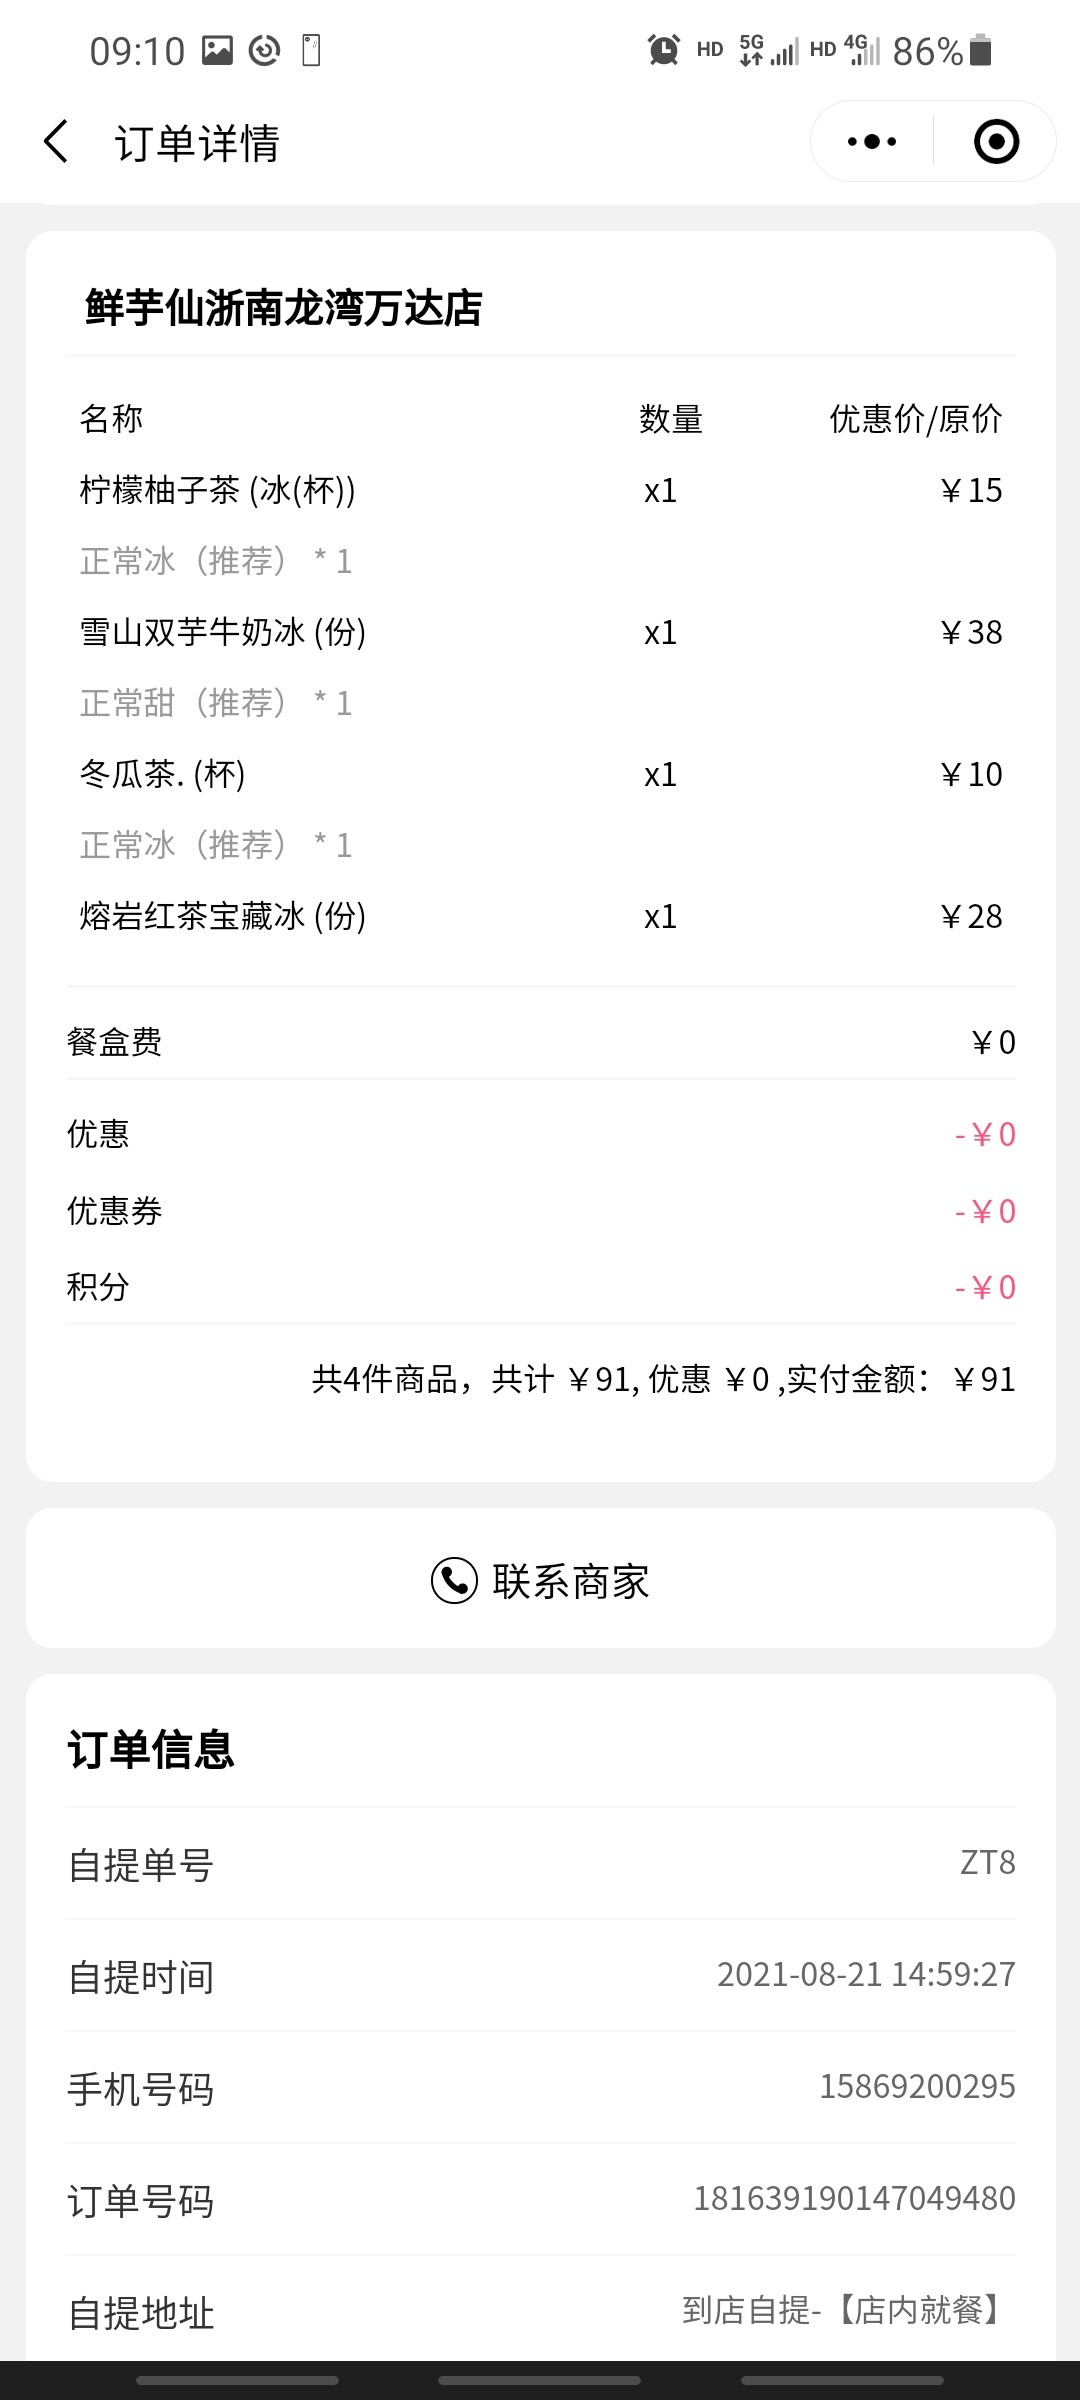 09:10 HD 5G HD 4G 86%
订单详情
鲜芋仙浙南龙湾万达店
名称 数量 优惠价/原价
柠檬柚子茶 (冰(杯)) x1 ￥15
正常冰（推荐） * 1
雪山双芋牛奶冰 (份) x1 ￥38
正常甜（推荐） * 1
冬瓜茶. (杯) x1 ￥10
正常冰（推荐） * 1
熔岩红茶宝藏冰 (份) x1 ￥28
餐盒费 ￥0
优惠 -￥0
优惠券 -￥0
积分 -￥0
共4件商品，共计 ￥91, 优惠 ￥0 ,实付金额：￥91
联系商家
订单信息
自提单号 ZT8
自提时间 2021-08-21 14:59:27
手机号码 15869200295
订单号码 181639190147049480
自提地址 到店自提-【店内就餐】